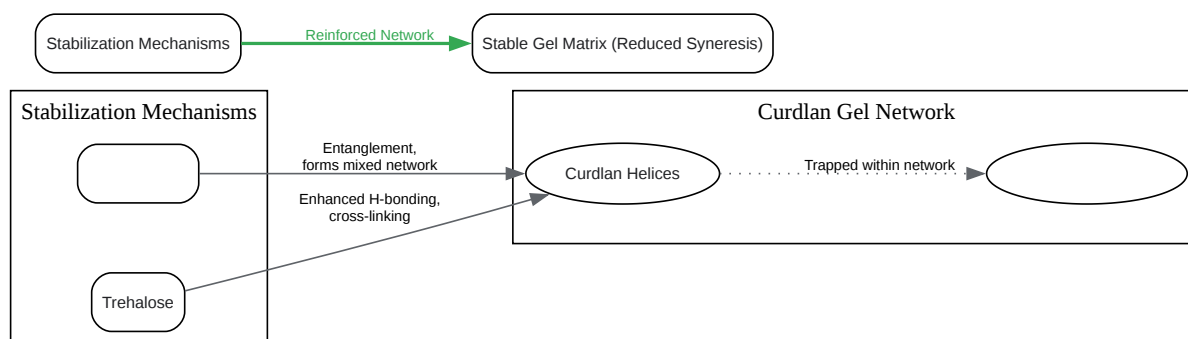 Stabilization Mechanisms
Reinforced Network
Stable Gel Matrix (Reduced Syneresis)
Stabilization Mechanisms
Curdlan Gel Network
Entanglement,
forms mixed network
Curdlan Helices
Trapped within network
Enhanced H-bonding,
cross-linking
Trehalose